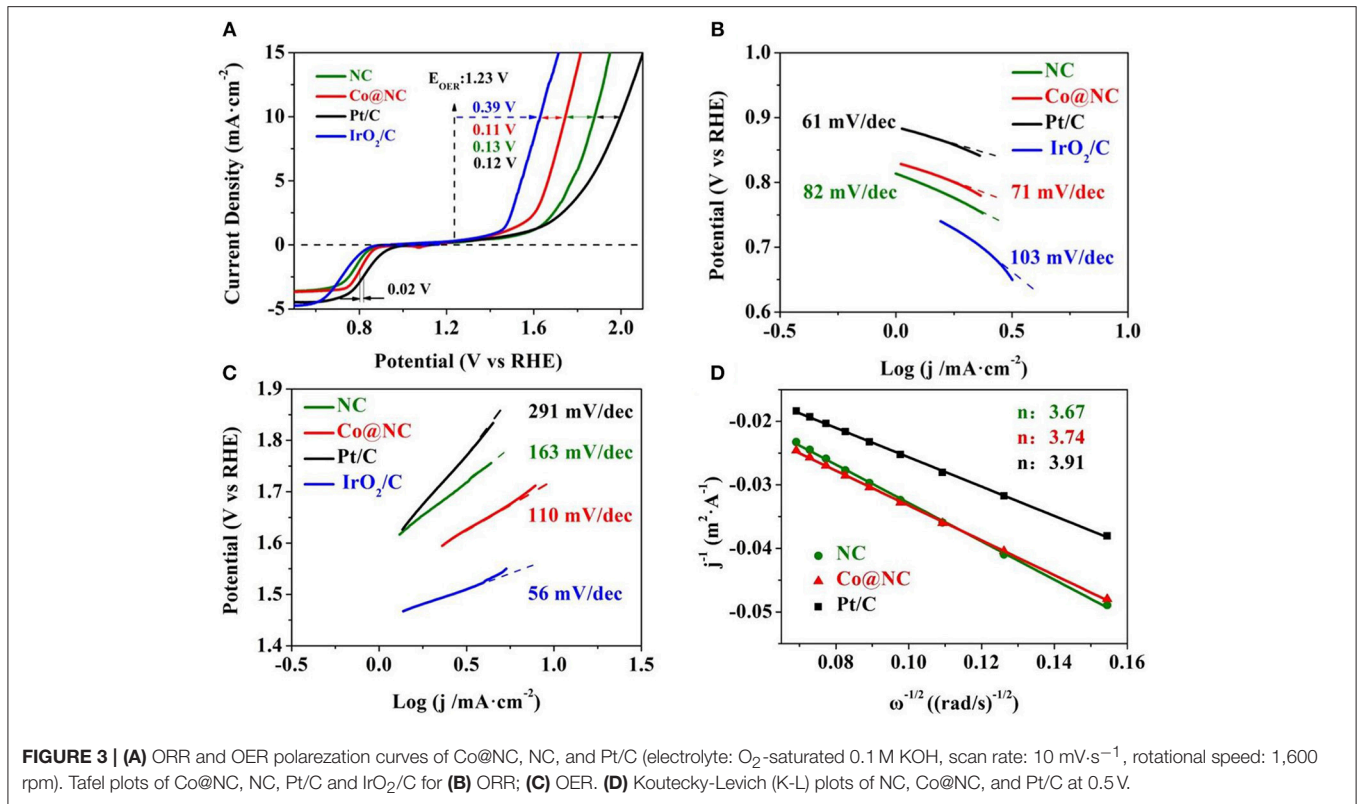 A
15
10
5
0
-5
Current Density (mA·cm-2)
NC
Co@NC
Pt/C
IrO2/C
EOER:1.23 V
0.39 V
0.11 V
0.13 V
0.12 V
0.02 V
0.8 1.2 1.6 2.0
Potential (V vs RHE)
B
1.0
0.9
0.8
0.7
0.6
Potential (V vs RHE)
NC
Co@NC
Pt/C
IrO2/C
61 mV/dec
82 mV/dec
71 mV/dec
103 mV/dec
-0.5 0.0 0.5 1.0
Log (j /mA·cm-2)
C
1.9
1.8
1.7
1.6
1.5
1.4
Potential (V vs RHE)
NC
Co@NC
Pt/C
IrO2/C
291 mV/dec
163 mV/dec
110 mV/dec
56 mV/dec
-0.5 0.0 0.5 1.0 1.5
Log (j /mA·cm-2)
D
-0.02
-0.03
-0.04
-0.05
j-1 (m2·A-1)
n: 3.67
n: 3.74
n: 3.91
NC
Co@NC
Pt/C
0.08 0.10 0.12 0.14 0.16
ω-1/2 ((rad/s)-1/2)
FIGURE 3 | (A) ORR and OER polarezation curves of Co@NC, NC, and Pt/C (electrolyte: O2-saturated 0.1 M KOH, scan rate: 10 mV·s−1, rotational speed: 1,600
rpm). Tafel plots of Co@NC, NC, Pt/C and IrO2/C for (B) ORR; (C) OER. (D) Koutecky-Levich (K-L) plots of NC, Co@NC, and Pt/C at 0.5 V.